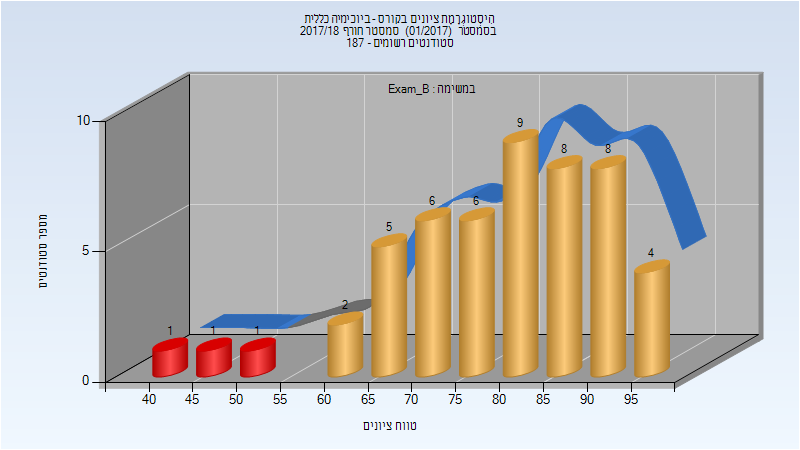 היסטוגרמת ציונים בקורס - ביוכימיה כללית
בסמסטר (01/2017) סמסטר חורף 2017/18
סטודנטים רשומים - 187
במשימה : Exam_B
10
5
0
מספר סטודנטים
1
1
1
2
5
6
6
9
8
8
4
40 45 50 55 60 65 70 75 80 85 90 95
טווח ציונים